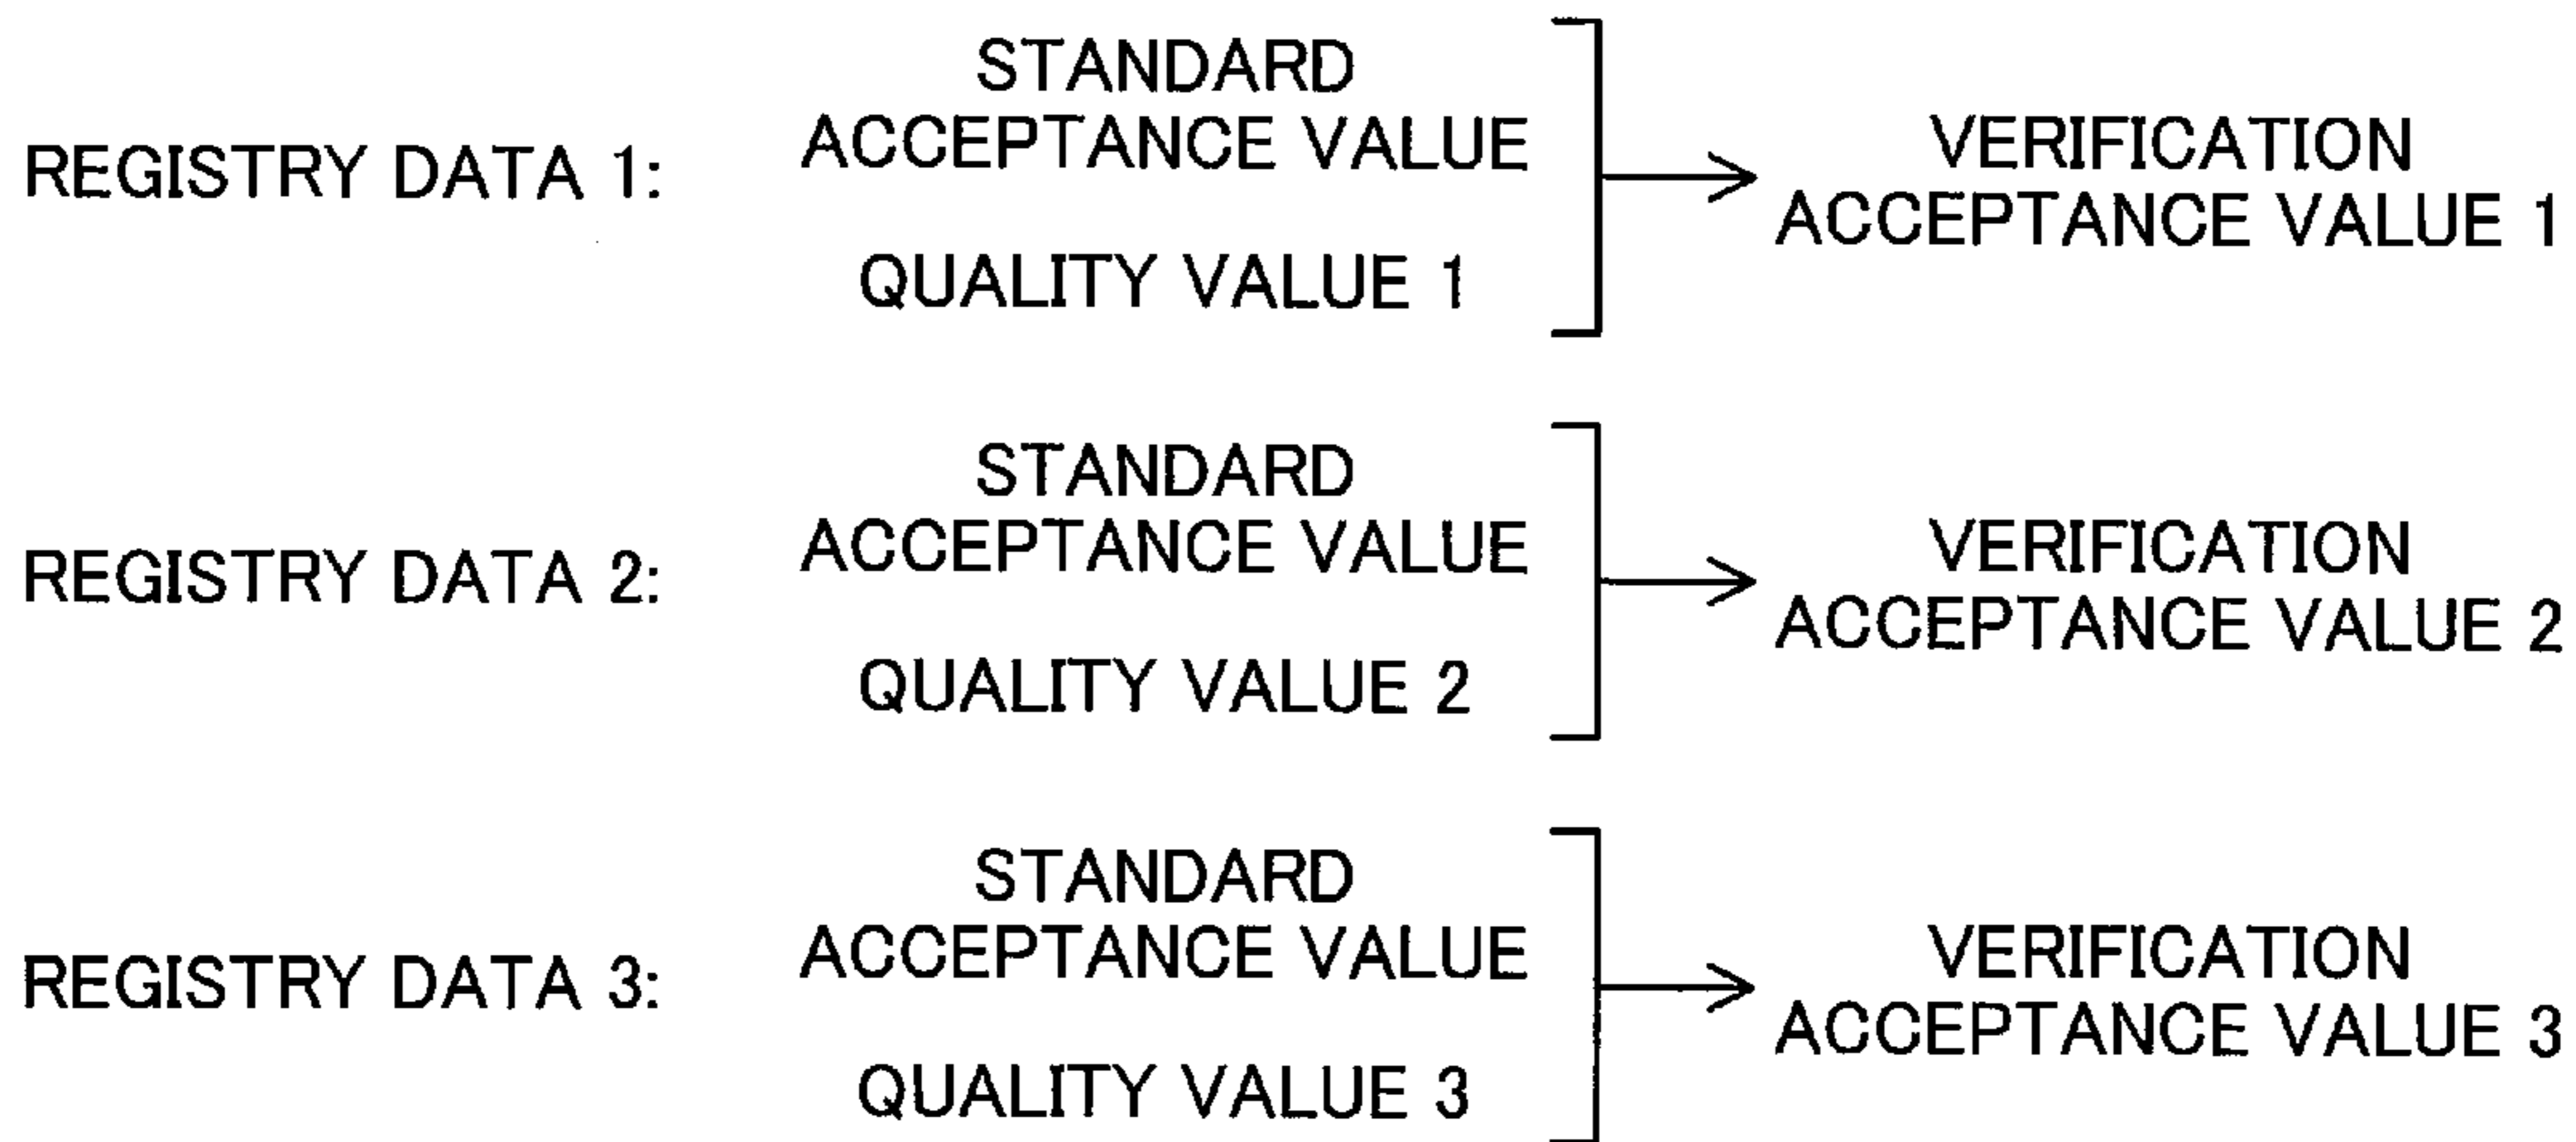 STANDARD
ACCEPTANCE VALUE
REGISTRY DATA 1:
QUALITY VALUE 1
VERIFICATION
ACCEPTANCE VALUE 1
STANDARD
ACCEPTANCE VALUE
REGISTRY DATA 2:
QUALITY VALUE 2
VERIFICATION
ACCEPTANCE VALUE 2
STANDARD
ACCEPTANCE VALUE
REGISTRY DATA 3:
QUALITY VALUE 3
VERIFICATION
ACCEPTANCE VALUE 3